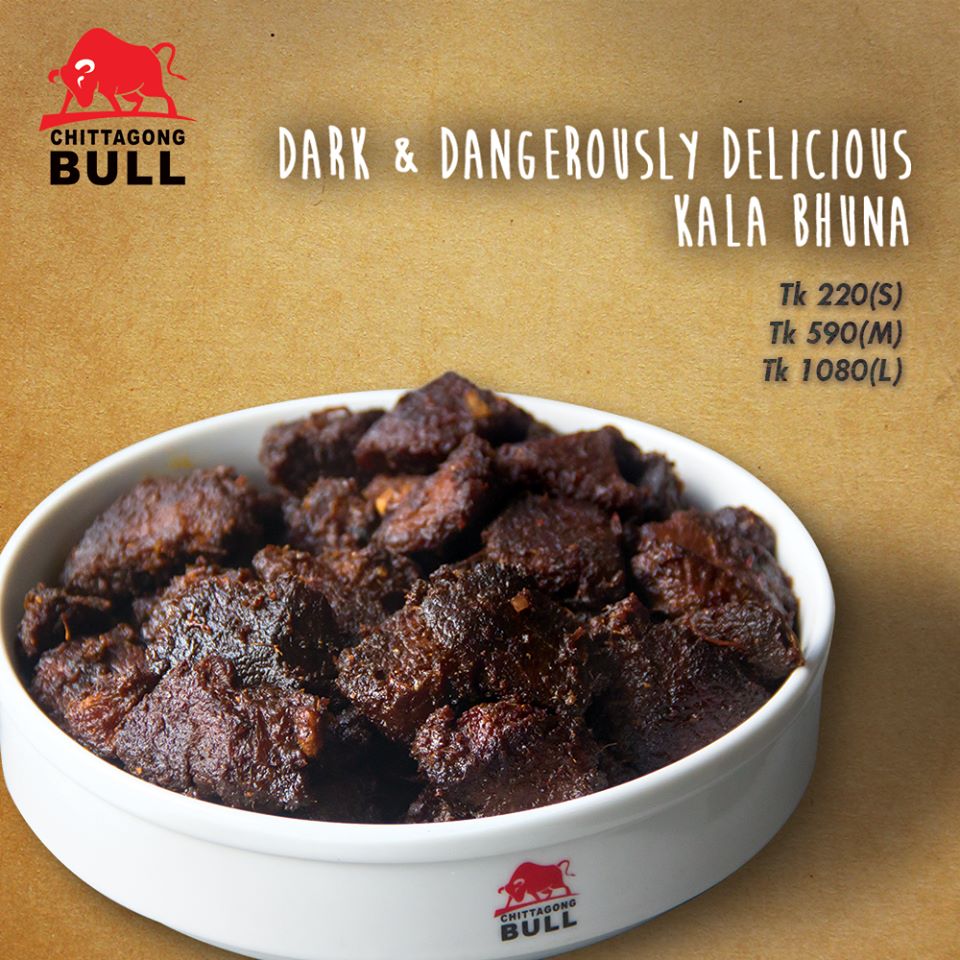 CHITTAGONG
BULL
DARK & DANGEROUSLY DELICIOUS
KALA BHUNA
Tk 220(S)
Tk 590(M)
Tk 1080(L)
CHITTAGONG
BULL